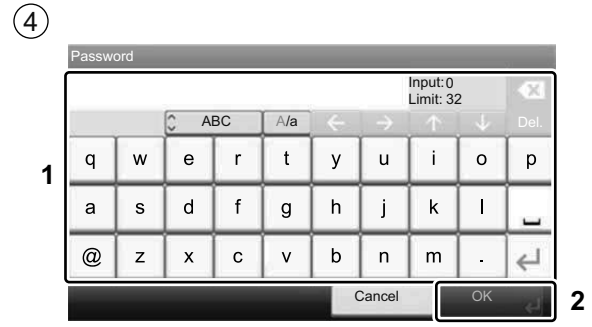 4
Password
Input: 0
Limit: 32
ABC A/a ← → ↑ ↓ Del.
q w e r t y u i o p
1
a s d f g h j k l
@ z x c v b n m .
Cancel OK 2